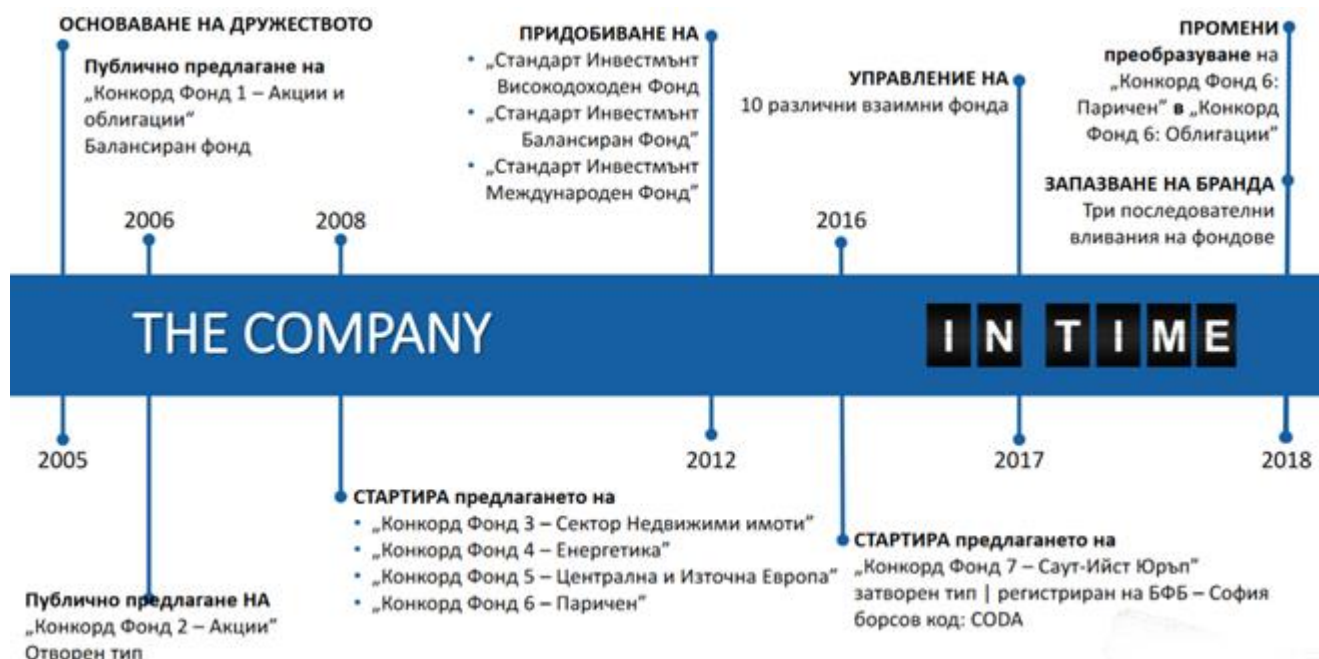 ОСНОВАВАНЕ НА ДРУЖЕСТВОТО
Публично предлагане на
„Конкорд Фонд 1 – Акции и
облигации”
Балансиран фонд
ПРИДОБИВАНЕ НА
• „Стандарт Инвестмънт
Високодоходен Фонд
• „Стандарт Инвестмънт
Балансиран Фонд”
• „Стандарт Инвестмънт
Международен Фонд”
УПРАВЛЕНИЕ НА
10 различни взаимни фонда
ПРОМЕНИ
преобразуване на
„Конкорд Фонд 6:
Паричен” в „Конкорд
Фонд 6: Облигации”
ЗАПАЗВАНЕ НА БРАНДА
Три последователни
вливания на фондове
2006
2008
2016
THE COMPANY
IN TIME
2005
2012
2017
2018
Публично предлагане НА
„Конкорд Фонд 2 – Акции”
Отворен тип
СТАРТИРА предлагането на
• „Конкорд Фонд 3 – Сектор Недвижими имоти”
• „Конкорд Фонд 4 – Енергетика”
• „Конкорд Фонд 5 – Централна и Източна Европа”
• „Конкорд Фонд 6 – Паричен”
СТАРТИРА предлагането на
„Конкорд Фонд 7 – Саут-Ийст Юръп”
затворен тип | регистриран на БФБ – София
борсов код: CODA